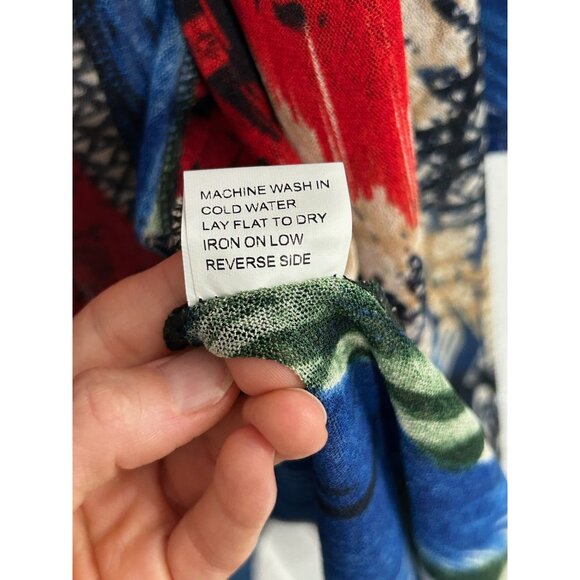 MACHINE WASH IN
COLD WATER
LAY FLAT TO DRY
IRON ON LOW
REVERSE SIDE